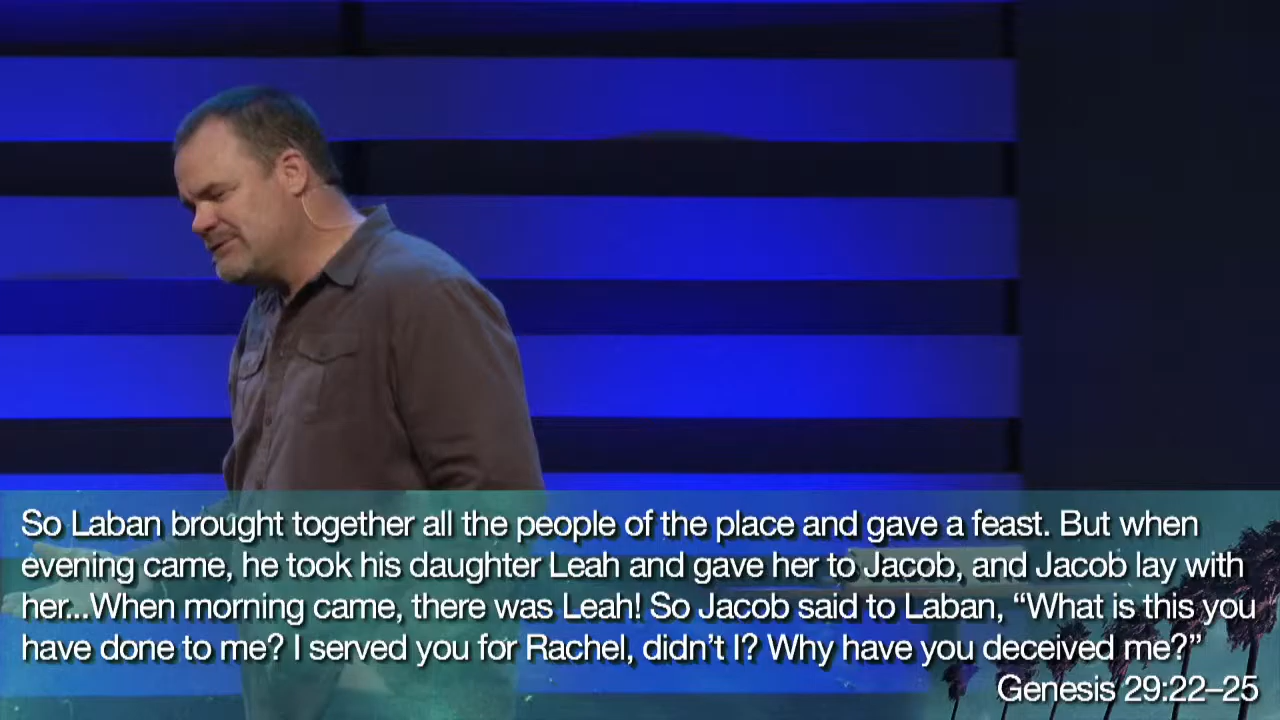 So Laban brought together all the people of the place and gave a feast. But when
evening came, he took his daughter Leah and gave her to Jacob, and Jacob lay with
her...When morning came, there was Leah! So Jacob said to Laban, “What is this you
have done to me? I served you for Rachel, didn’t I? Why have you deceived me?”
Genesis 29:22–25